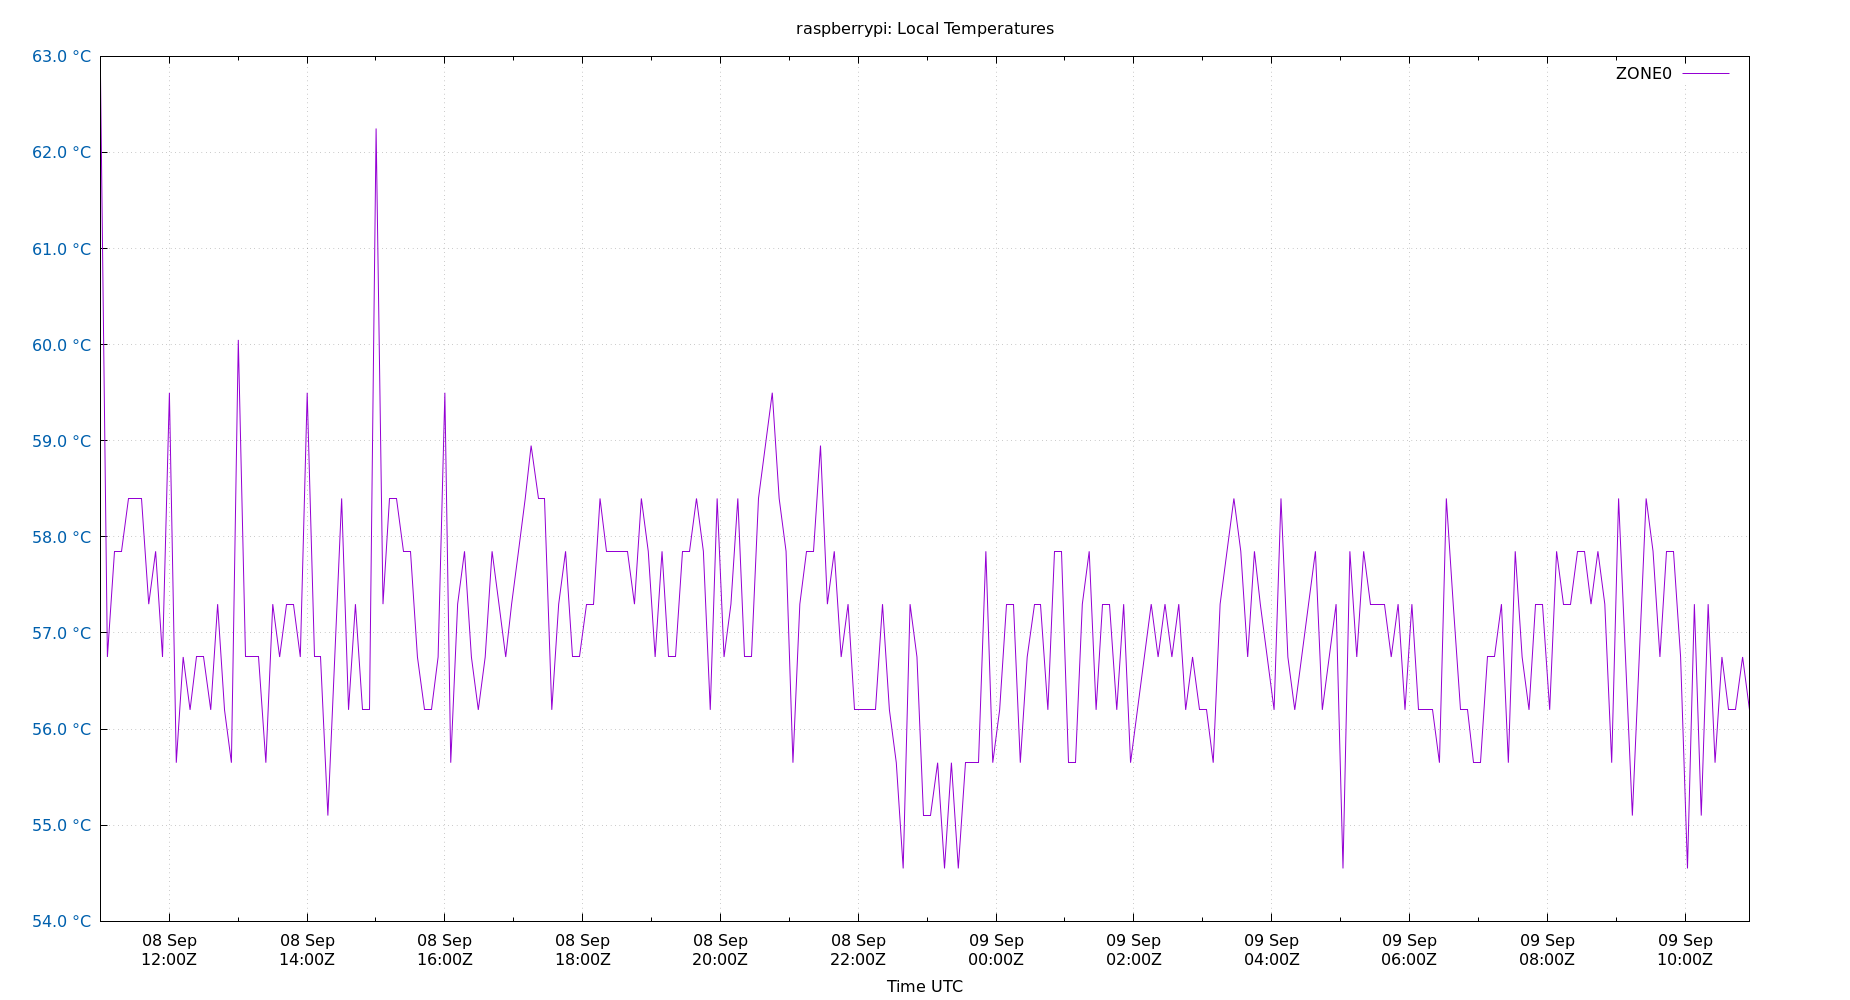 raspberrypi: Local Temperatures
ZONE0
63.0 °C
62.0 °C
61.0 °C
60.0 °C
59.0 °C
58.0 °C
57.0 °C
56.0 °C
55.0 °C
54.0 °C
08 Sep 08 Sep 08 Sep 08 Sep 08 Sep 08 Sep 09 Sep 09 Sep 09 Sep 09 Sep 09 Sep 09 Sep
12:00Z 14:00Z 16:00Z 18:00Z 20:00Z 22:00Z 00:00Z 02:00Z 04:00Z 06:00Z 08:00Z 10:00Z
Time UTC